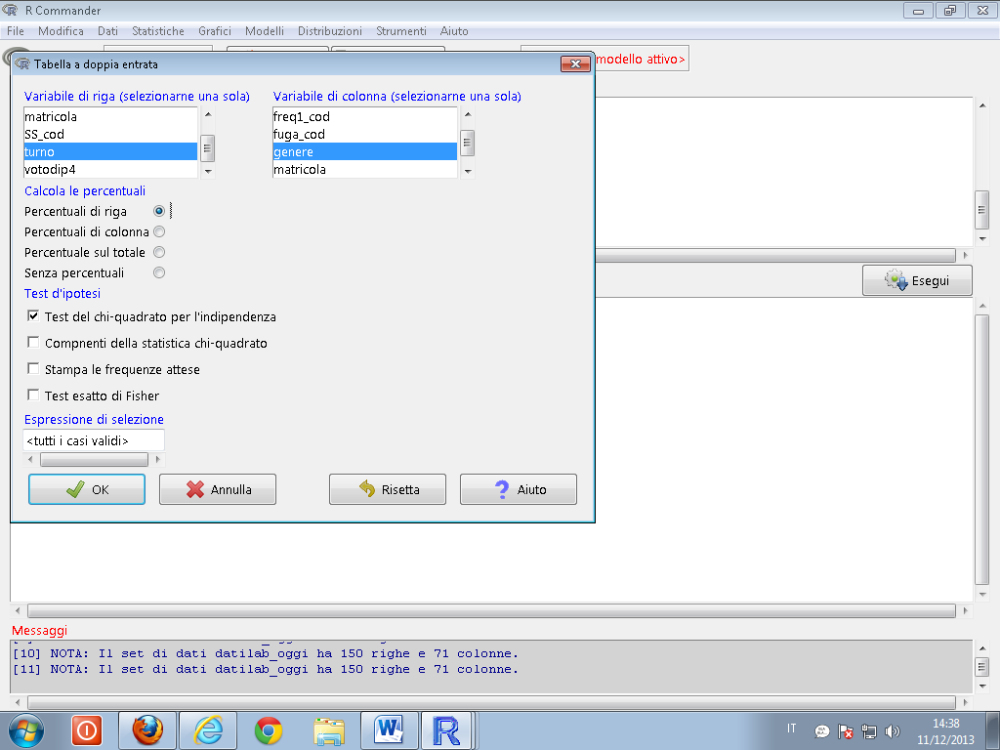 R Commander
File Modifica Dati Statistiche Grafici Modelli Distribuzioni Strumenti Aiuto
modello attivo>
Tabella a doppia entrata
Variabile di riga (selezionarne una sola) Variabile di colonna (selezionarne una sola)
matricola freq1_cod
SS_cod fuga_cod
turno genere
votodip4 matricola
Calcola le percentuali
Percentuali di riga
Percentuali di colonna
Percentuale sul totale
Senza percentuali
Test d'ipotesi
Esegui
Test del chi-quadrato per l'indipendenza
Compnenti della statistica chi-quadrato
Stampa le frequenze attese
Test esatto di Fisher
Espressione di selezione
<tutti i casi validi>
OK Annulla Risetta Aiuto
Messaggi
[10] NOTA: Il set di dati datilab_oggi ha 150 righe e 71 colonne.
[11] NOTA: Il set di dati datilab_oggi ha 150 righe e 71 colonne.
IT 14:38
11/12/2013